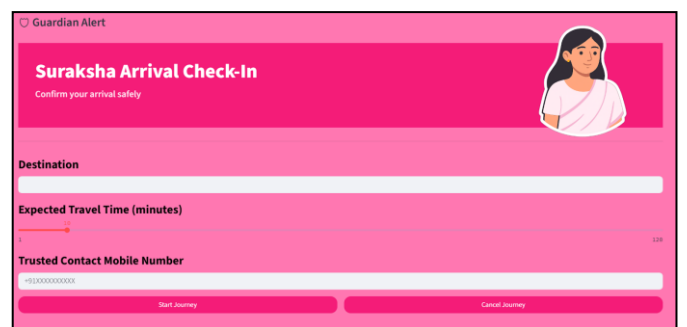 Guardian Alert
Suraksha Arrival Check-In
Confirm your arrival safely
Destination
Expected Travel Time (minutes)
1 120
Trusted Contact Mobile Number
+91XXXXXXXXXX
Start Journey Cancel Journey